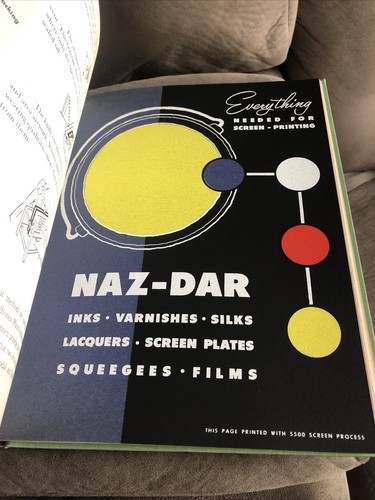 Everything
NEEDED FOR
SCREEN-PRINTING
NAZ-DAR
INKS · VARNISHES · SILKS
LACQUERS · SCREEN PLATES
SQUEEGEES · FILMS
THIS PAGE PRINTED WITH 5500 SCREEN PROCESS